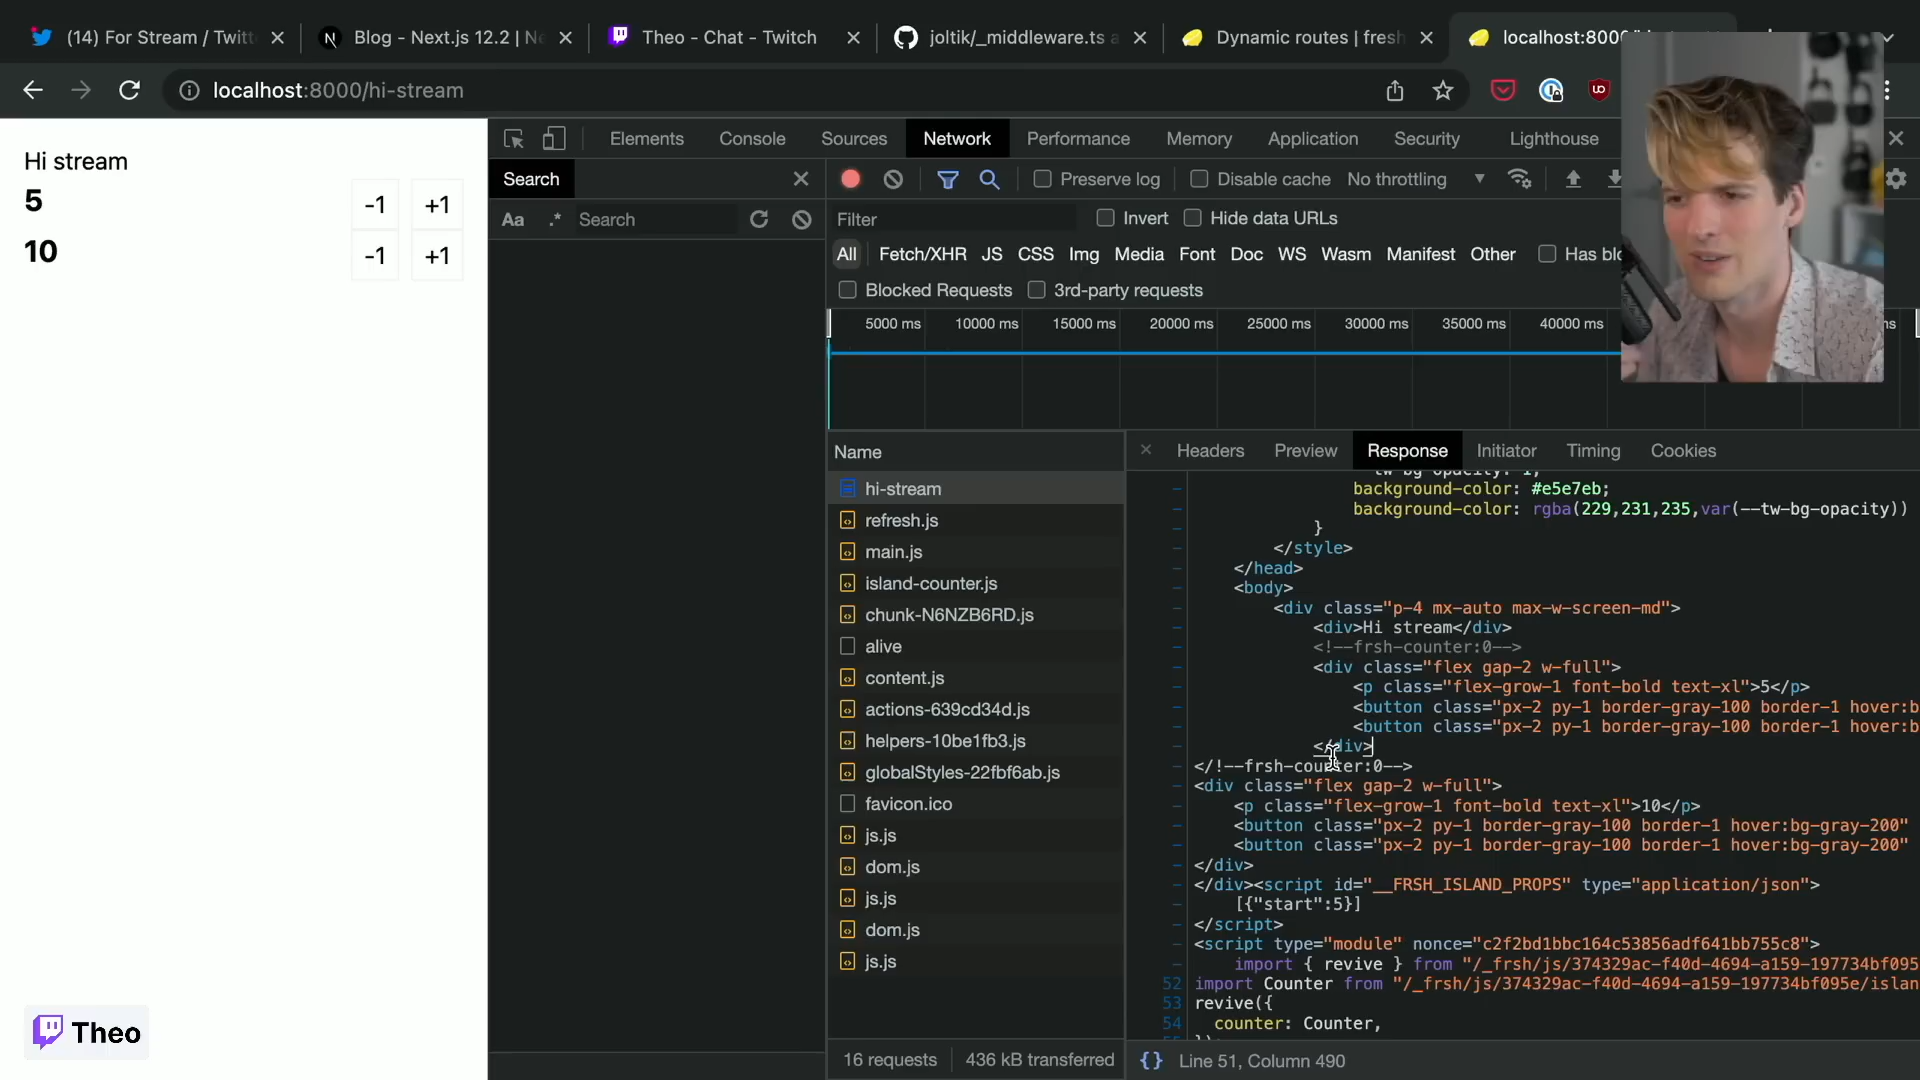 (14) For Stream / Twitt
Blog - Next.js 12.2 | Ne
Theo - Chat - Twitch
joltik/_middleware.ts a
Dynamic routes | fresh
localhost:8000/
localhost:8000/hi-stream
Hi stream
5 -1 +1
10 -1 +1
Elements Console Sources Network Performance Memory Application Security Lighthouse
Search
Preserve log Disable cache No throttling
Aa .* Search
Filter Invert Hide data URLs
All Fetch/XHR JS CSS Img Media Font Doc WS Wasm Manifest Other Has blo
Blocked Requests 3rd-party requests
5000 ms 10000 ms 15000 ms 20000 ms 25000 ms 30000 ms 35000 ms 40000 ms ms
Name
hi-stream
refresh.js
main.js
island-counter.js
chunk-N6NZB6RD.js
alive
content.js
actions-639cd34d.js
helpers-10be1fb3.js
globalStyles-22fbf6ab.js
favicon.ico
js.js
dom.js
js.js
dom.js
js.js
16 requests 436 kB transferred
Headers Preview Response Initiator Timing Cookies
tw-bg-opacity: 1;
background-color: #e5e7eb;
background-color: rgba(229,231,235,var(--tw-bg-opacity))
}
</style>
</head>
<body>
<div class="p-4 mx-auto max-w-screen-md">
<div>Hi stream</div>
<!--frsh-counter:0-->
<div class="flex gap-2 w-full">
<p class="flex-grow-1 font-bold text-xl">5</p>
<button class="px-2 py-1 border-gray-100 border-1 hover:b
<button class="px-2 py-1 border-gray-100 border-1 hover:b
</div>
</!--frsh-counter:0-->
<div class="flex gap-2 w-full">
<p class="flex-grow-1 font-bold text-xl">10</p>
<button class="px-2 py-1 border-gray-100 border-1 hover:bg-gray-200"
<button class="px-2 py-1 border-gray-100 border-1 hover:bg-gray-200"
</div>
</div><script id="__FRSH_ISLAND_PROPS" type="application/json">
[{"start":5}]
</script>
<script type="module" nonce="c2f2bd1bbc164c53856adf641bb755c8">
import { revive } from "/_frsh/js/374329ac-f40d-4694-a159-197734bf095
52 import Counter from "/_frsh/js/374329ac-f40d-4694-a159-197734bf095e/islan
53 revive({
54 counter: Counter,
{} Line 51, Column 490
Theo